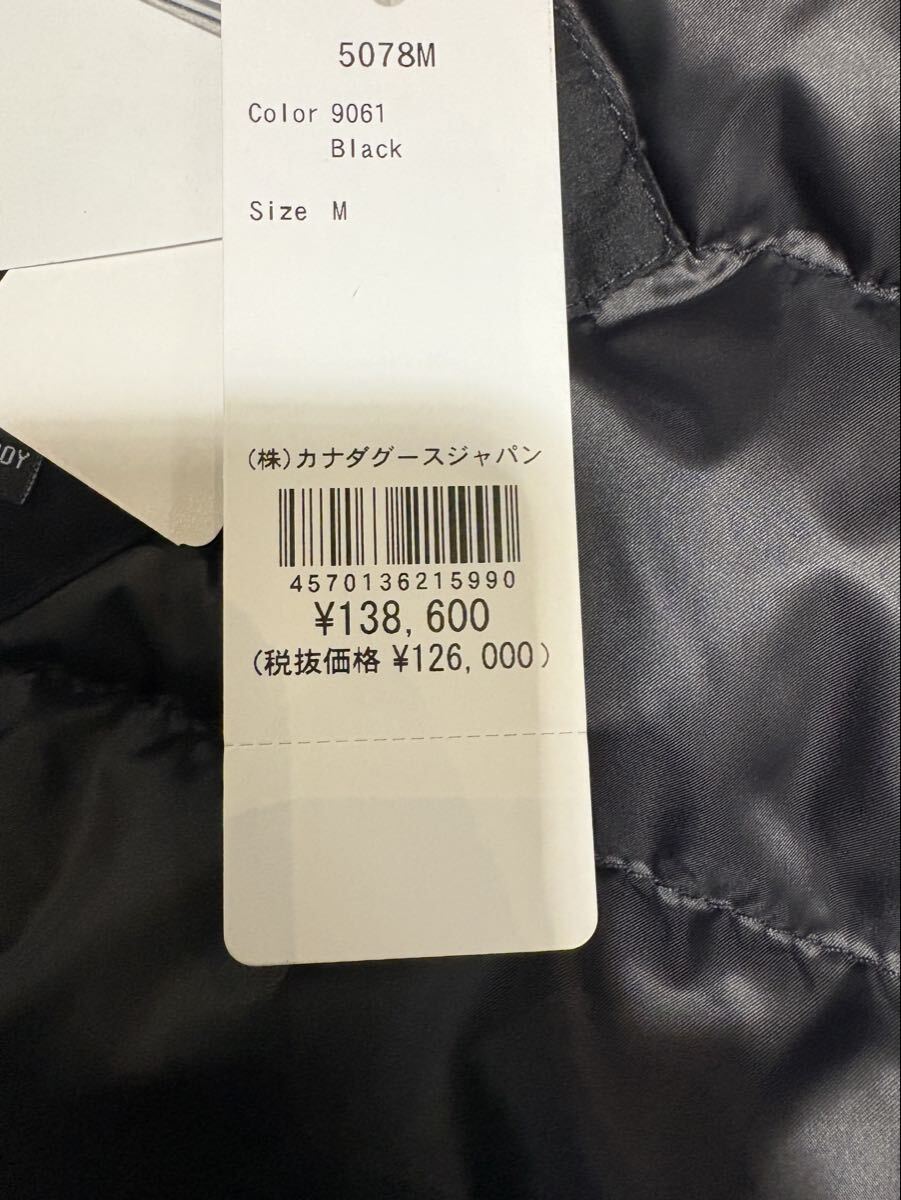 5078M
Color 9061
Black
Size M
(株)カナダグースジャパン
4570136215990
¥138,600
(税抜価格 ¥126,000)